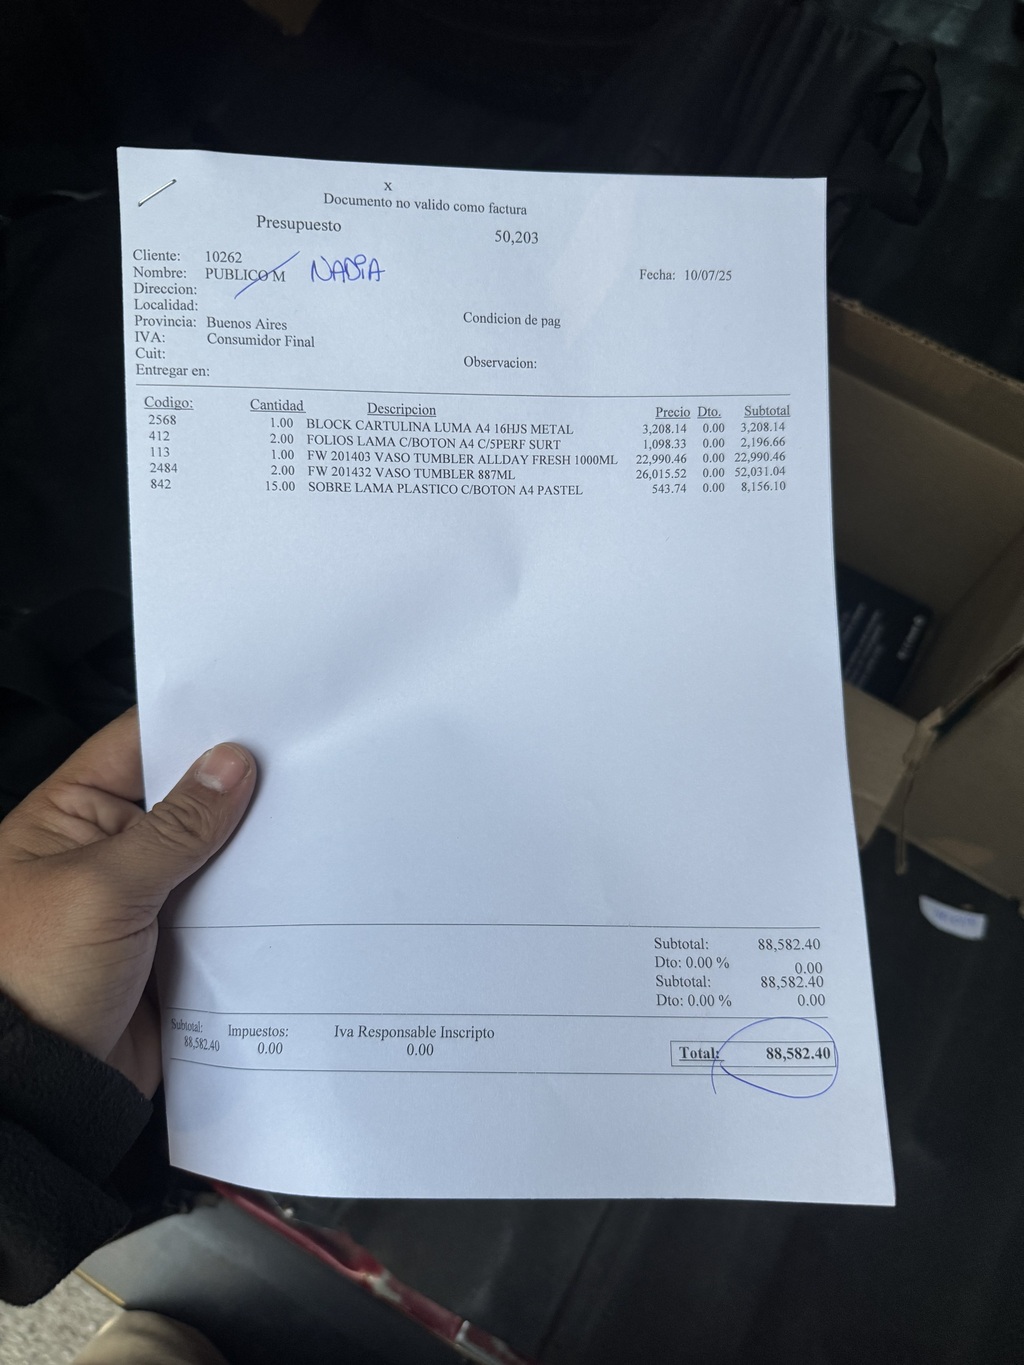 X
Documento no valido como factura
Presupuesto
50,203
Cliente: 10262
Nombre: PUBLICO M NADIA
Fecha: 10/07/25
Direccion:
Localidad:
Provincia: Buenos Aires
Condicion de pag
IVA: Consumidor Final
Cuit:
Observacion:
Entregar en:
Codigo: Cantidad Descripcion Precio Dto. Subtotal
2568 1.00 BLOCK CARTULINA LUMA A4 16HJS METAL 3,208.14 0.00 3,208.14
412 2.00 FOLIOS LAMA C/BOTON A4 C/5PERF SURT 1,098.33 0.00 2,196.66
113 1.00 FW 201403 VASO TUMBLER ALLDAY FRESH 1000ML 22,990.46 0.00 22,990.46
2484 2.00 FW 201432 VASO TUMBLER 887ML 26,015.52 0.00 52,031.04
842 15.00 SOBRE LAMA PLASTICO C/BOTON A4 PASTEL 543.74 0.00 8,156.10
Subtotal: 88,582.40
Dto: 0.00 % 0.00
Subtotal: 88,582.40
Dto: 0.00 % 0.00
Subtotal: Impuestos: Iva Responsable Inscripto
88,582.40 0.00 0.00
Total: 88,582.40